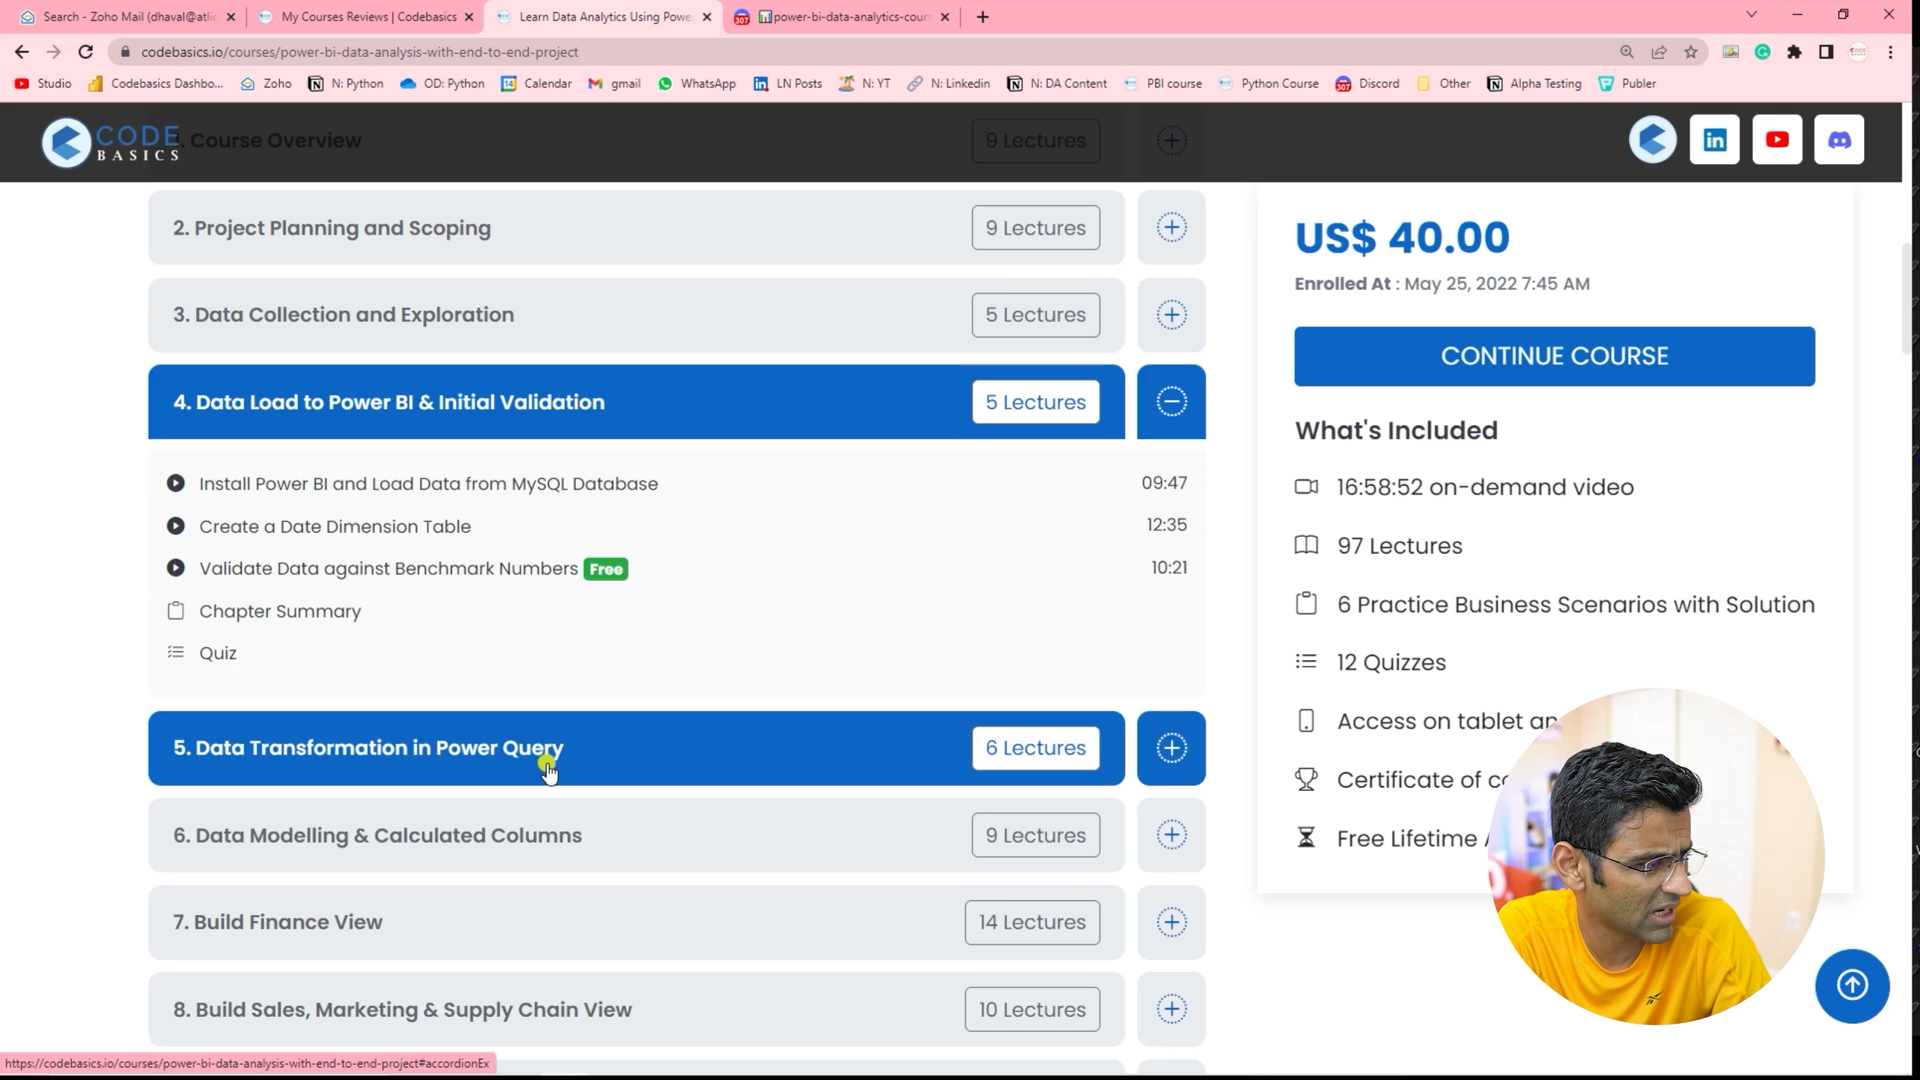 Search - Zoho Mail (dhaval@atlic
My Courses Reviews | Codebasics
Learn Data Analytics Using Powe
power-bi-data-analytics-cour
codebasics.io/courses/power-bi-data-analysis-with-end-to-end-project
Studio
Codebasics Dashbo...
Zoho
N: Python
OD: Python
Calendar
gmail
WhatsApp
LN Posts
N: YT
N: Linkedin
N: DA Content
PBI course
Python Course
Discord
Other
Alpha Testing
Publer
CODE
BASICS
. Course Overview
9 Lectures
2. Project Planning and Scoping
9 Lectures
3. Data Collection and Exploration
5 Lectures
4. Data Load to Power BI & Initial Validation
5 Lectures
Install Power BI and Load Data from MySQL Database
09:47
Create a Date Dimension Table
12:35
Validate Data against Benchmark Numbers Free
10:21
Chapter Summary
Quiz
5. Data Transformation in Power Query
6 Lectures
6. Data Modelling & Calculated Columns
9 Lectures
7. Build Finance View
14 Lectures
8. Build Sales, Marketing & Supply Chain View
10 Lectures
US$ 40.00
Enrolled At : May 25, 2022 7:45 AM
CONTINUE COURSE
What's Included
16:58:52 on-demand video
97 Lectures
6 Practice Business Scenarios with Solution
12 Quizzes
Access on tablet an
Certificate of co
Free Lifetime
https://codebasics.io/courses/power-bi-data-analysis-with-end-to-end-project#accordionEx